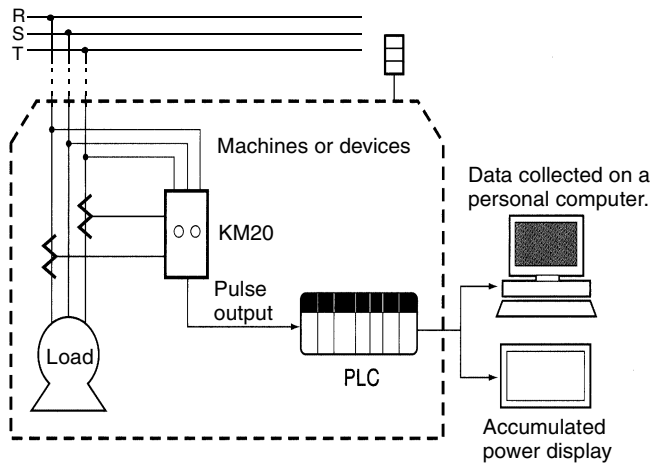 R
S
T
Machines or devices
Data collected on a
personal computer.
KM20
Pulse
output
Load
PLC
Accumulated
power display